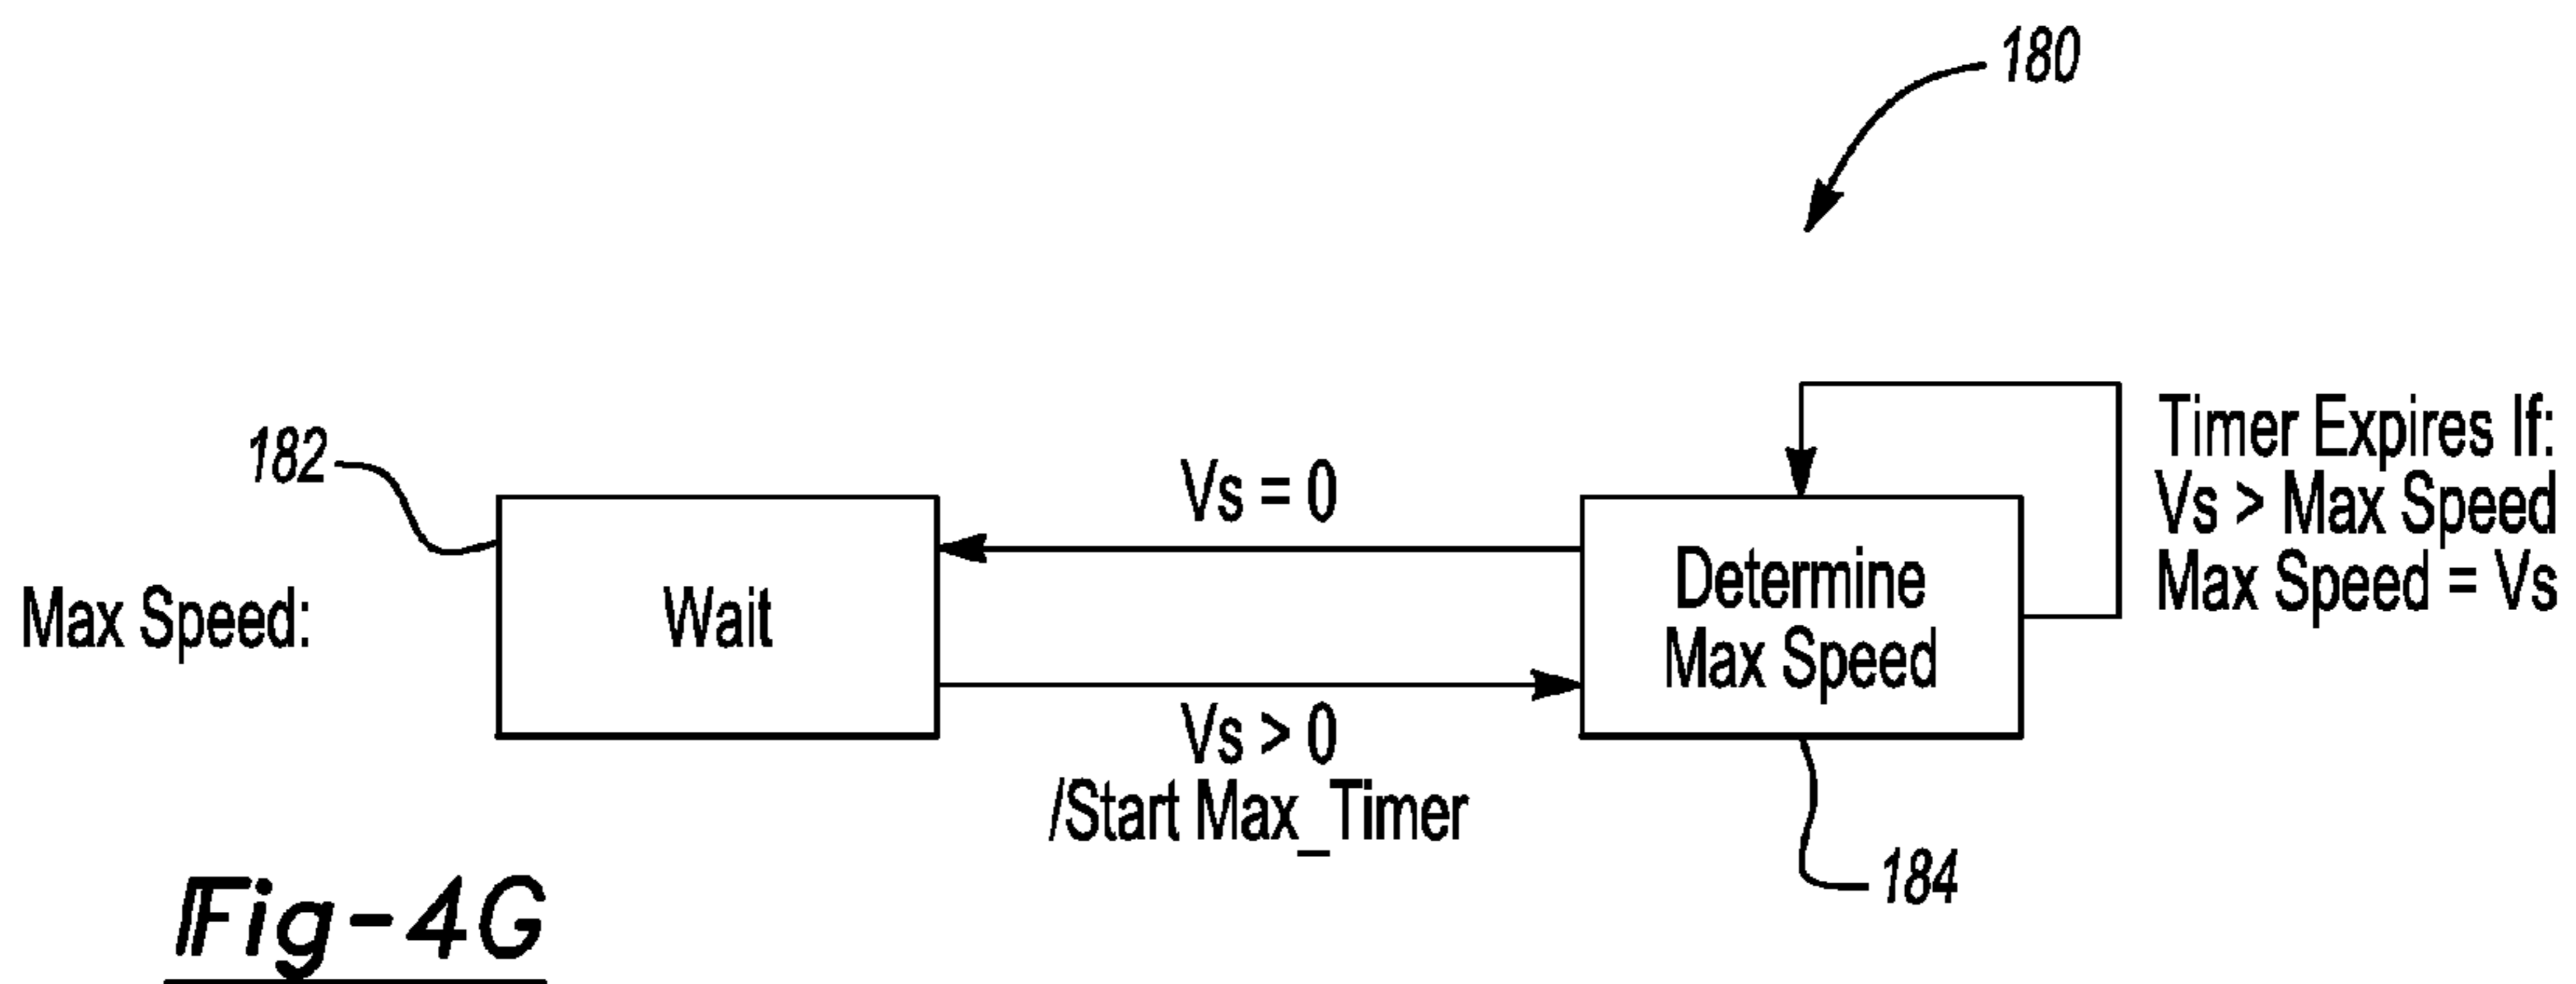 180
182
Vs = 0
Timer Expires If:
Vs > Max Speed
Max Speed = Vs
Max Speed:
Wait
Determine
Max Speed
Vs > 0
/Start Max_Timer
184
Fig-4G